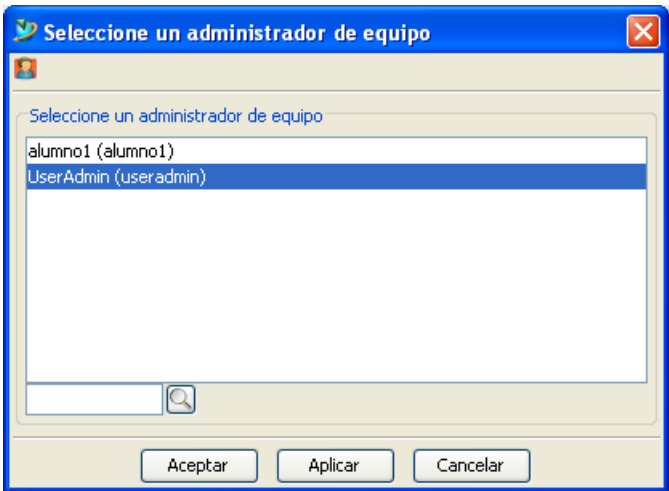 Seleccione un administrador de equipo
Seleccione un administrador de equipo
alumno1 (alumno1)
UserAdmin (useradmin)
Aceptar
Aplicar
Cancelar